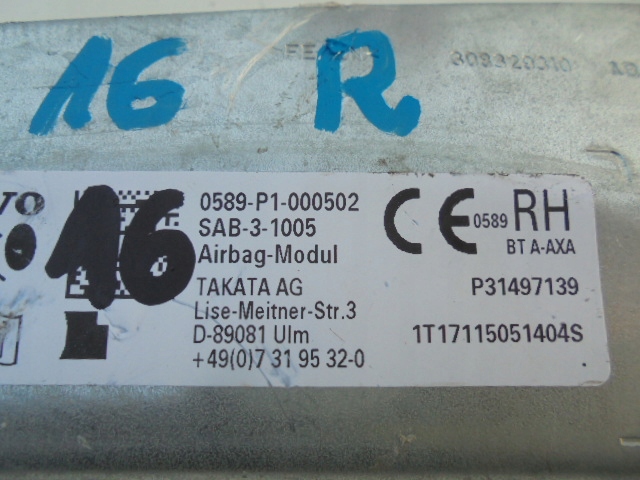 16 R
VO
16
0589-P1-000502
SAB-3-1005
Airbag-Modul
TAKATA AG
Lise-Meitner-Str.3
D-89081 Ulm
+49(0)7 31 95 32-0
CE 0589 RH
BT A-AXA
P31497139
1T17115051404S